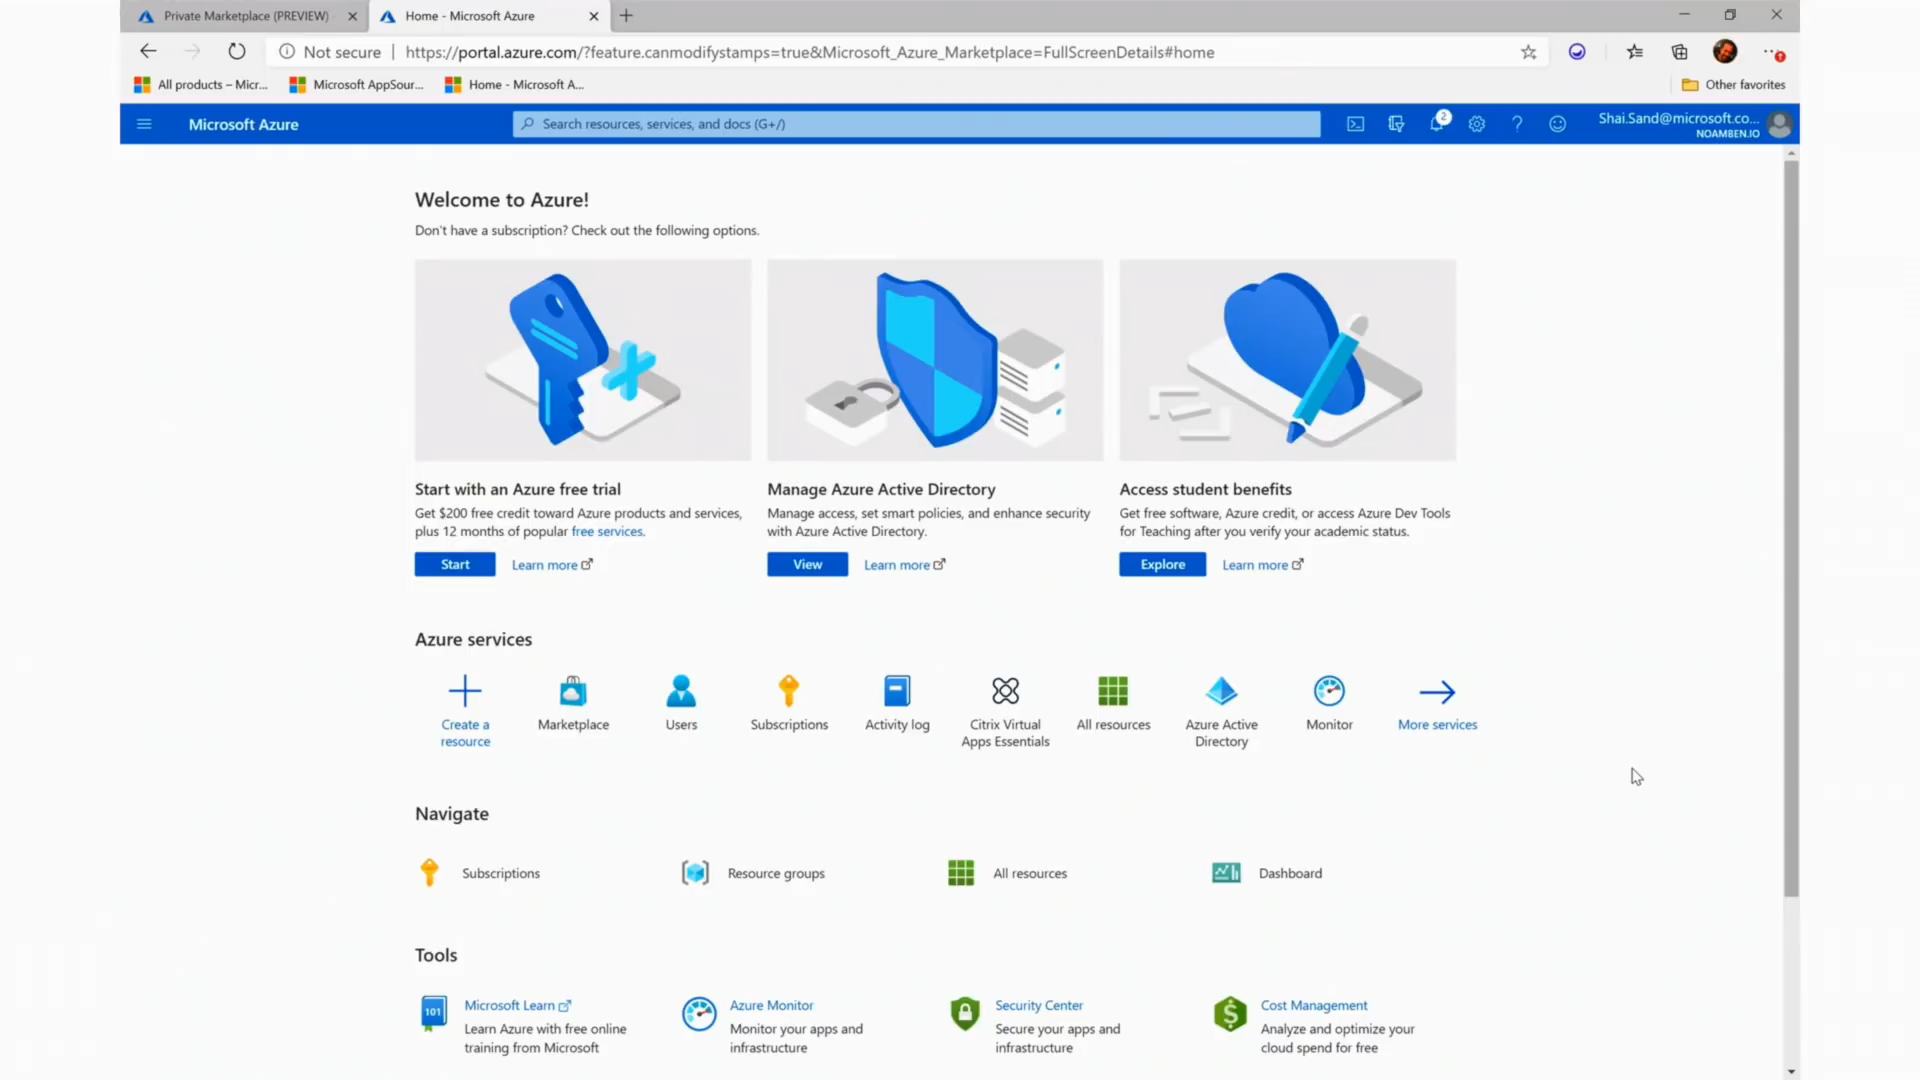 Private Marketplace (PREVIEW)
Home - Microsoft Azure
Not secure
https://portal.azure.com/?feature.canmodifystamps=true&Microsoft_Azure_Marketplace=FullScreenDetails#home
All products – Micr...
Microsoft AppSour...
Home - Microsoft A...
Other favorites
Microsoft Azure
Search resources, services, and docs (G+/)
2
Shai.Sand@microsoft.co...
NOAMBEN.IO
Welcome to Azure!
Don't have a subscription? Check out the following options.
Start with an Azure free trial
Get $200 free credit toward Azure products and services,
plus 12 months of popular free services.
Start
Learn more
Manage Azure Active Directory
Manage access, set smart policies, and enhance security
with Azure Active Directory.
View
Learn more
Access student benefits
Get free software, Azure credit, or access Azure Dev Tools
for Teaching after you verify your academic status.
Explore
Learn more
Azure services
Create a
resource
Marketplace
Users
Subscriptions
Activity log
Citrix Virtual
Apps Essentials
All resources
Azure Active
Directory
Monitor
More services
Navigate
Subscriptions
Resource groups
All resources
Dashboard
Tools
101
Microsoft Learn
Learn Azure with free online
training from Microsoft
Azure Monitor
Monitor your apps and
infrastructure
Security Center
Secure your apps and
infrastructure
$
Cost Management
Analyze and optimize your
cloud spend for free